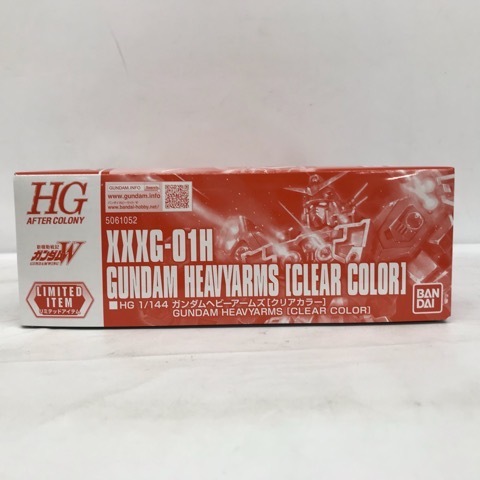 HG
AFTER COLONY
新機動戦記
ガンダムW
LIMITED
ITEM
リミテッドアイテム
GUNDAM.INFO
www.gundam.info
www.bandai-hobby.net
5061052
XXXG-01H
GUNDAM HEAVYARMS [CLEAR COLOR]
■HG 1/144 ガンダムヘビーアームズ[クリアカラー]
GUNDAM HEAVYARMS [CLEAR COLOR]
BAN
DAI